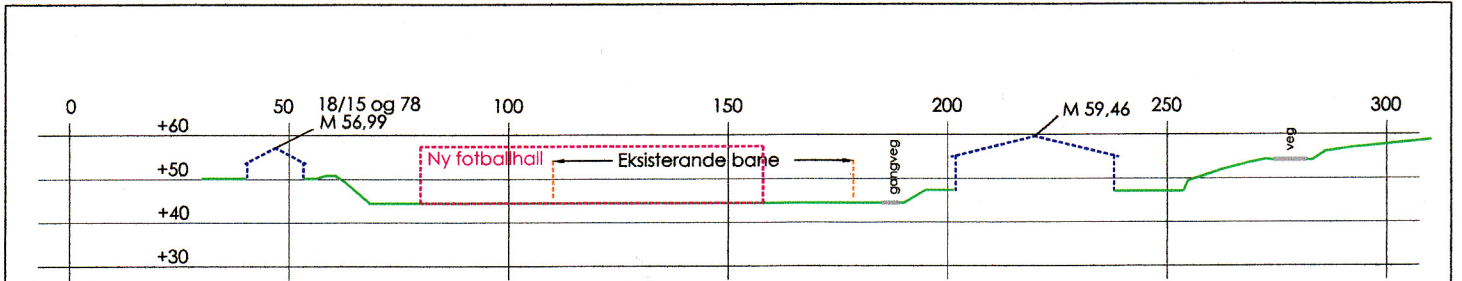 0 50 100 150 200 250 300
18/15 og 78
M 56,99
M 59,46
+60
Ny fotballhall
Eksisterande bane
gangveg
veg
+50
+40
+30